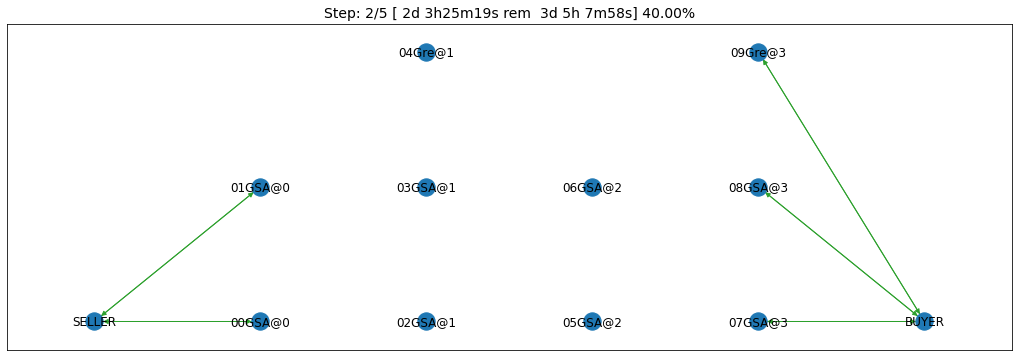 Step: 2/5 [ 2d 3h25m19s rem  3d 5h 7m58s] 40.00%
04Gre@1 09Gre@3
01GSA@0 03GSA@1 06GSA@2 08GSA@3
SELLER 00GSA@0 02GSA@1 05GSA@2 07GSA@3 BUYER